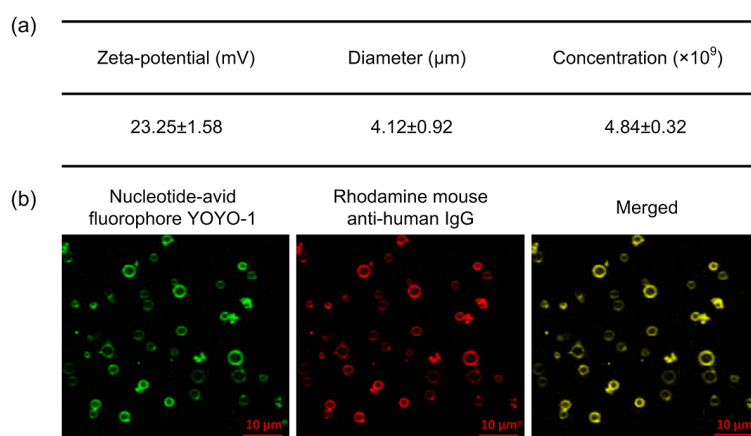 (a)
Zeta-potential (mV) Diameter (µm) Concentration (×10⁹)
23.25±1.58 4.12±0.92 4.84±0.32
(b)
Nucleotide-avid
fluorophore YOYO-1
Rhodamine mouse
anti-human IgG
Merged
10 µm 10 µm 10 µm